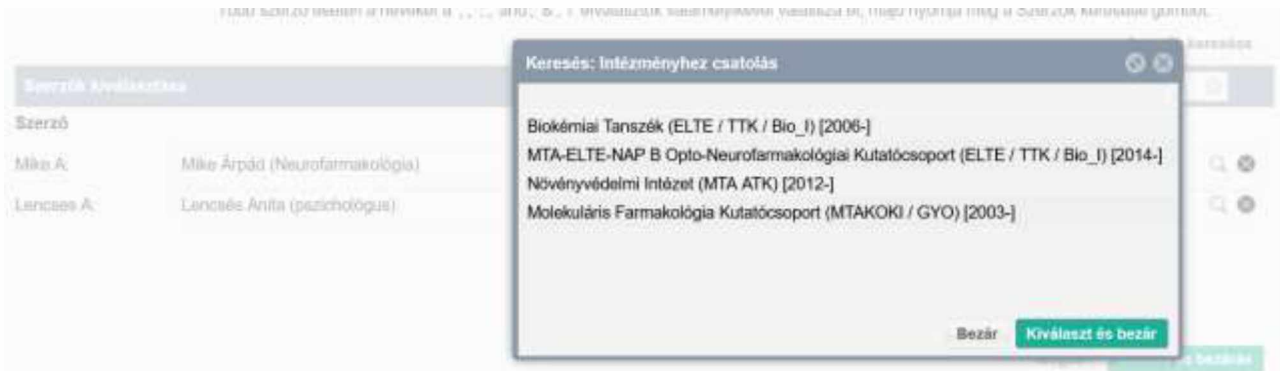 Keresés: Intézményhez csatolás
Szerzők kiválasztása
Szerző
Biokémiai Tanszék (ELTE / TTK / Bio_I) [2006-]
Mike A: Mike Árpád (Neurofarmakológia)
MTA-ELTE-NAP B Opto-Neurofarmakológiai Kutatócsoport (ELTE / TTK / Bio_I) [2014-]
Növényvédelmi Intézet (MTA ATK) [2012-]
Lencses A: Lencsés Anita (pszichológus)
Molekuláris Farmakológia Kutatócsoport (MTAKOKI / GYO) [2003-]
Bezár Kiválaszt és bezár